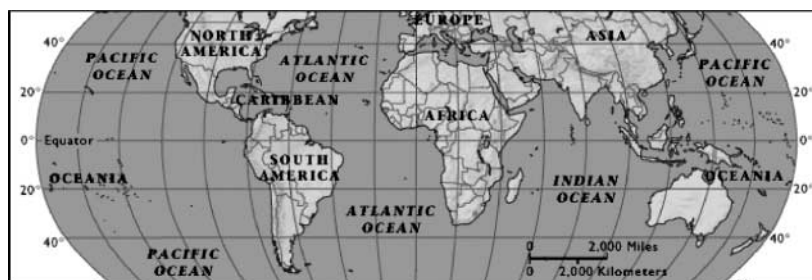 EUROPE
NORTH
AMERICA
ASIA
40°
40°
PACIFIC
OCEAN
ATLANTIC
OCEAN
PACIFIC
OCEAN
20°
20°
CARIBBEAN
AFRICA
Equator
0°
0°
SOUTH
AMERICA
OCEANIA
INDIAN
OCEAN
OCEANIA
20°
20°
ATLANTIC
OCEAN
40°
40°
PACIFIC
OCEAN
0
2,000 Miles
0
2,000 Kilometers